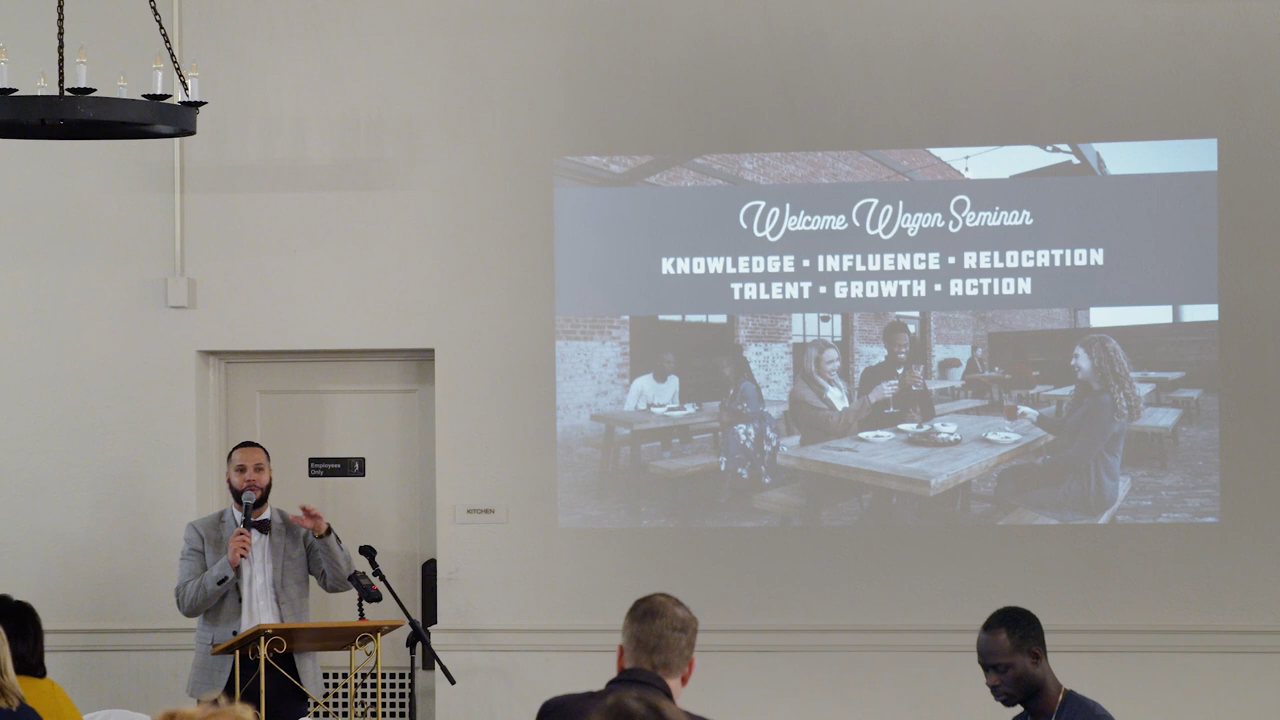 Welcome Wagon Seminar
KNOWLEDGE ▪ INFLUENCE ▪ RELOCATION
TALENT ▪ GROWTH ▪ ACTION
Employees
Only
KITCHEN